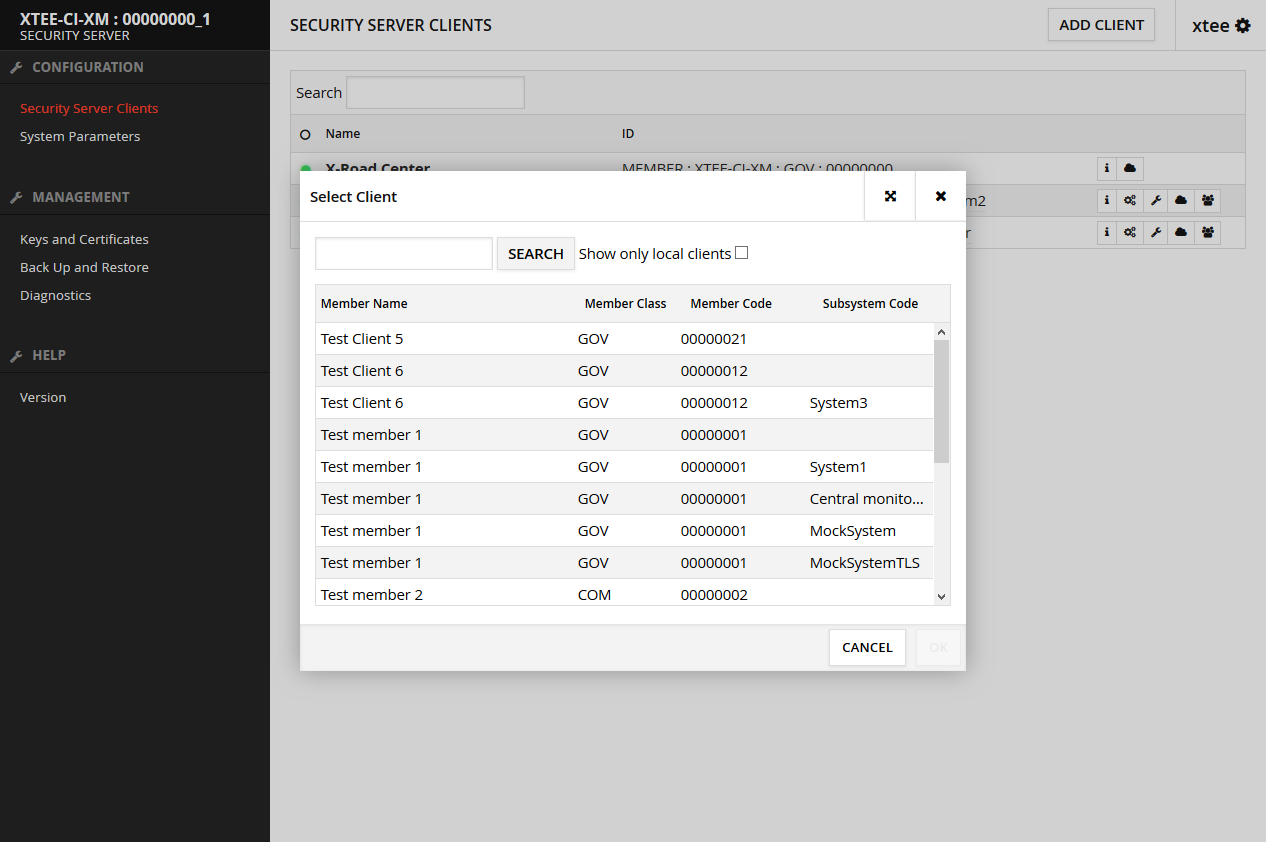 XTEE-CI-XM : 00000000_1
SECURITY SERVER
CONFIGURATION
Security Server Clients
System Parameters
MANAGEMENT
Keys and Certificates
Back Up and Restore
Diagnostics
HELP
Version
SECURITY SERVER CLIENTS
ADD CLIENT
xtee
Search
Name ID
X-Road Center MEMBER : XTEE-CI-XM : GOV : 00000000
m2
r
Select Client
SEARCH Show only local clients
Member Name Member Class Member Code Subsystem Code
Test Client 5 GOV 00000021
Test Client 6 GOV 00000012
Test Client 6 GOV 00000012 System3
Test member 1 GOV 00000001
Test member 1 GOV 00000001 System1
Test member 1 GOV 00000001 Central monito...
Test member 1 GOV 00000001 MockSystem
Test member 1 GOV 00000001 MockSystemTLS
Test member 2 COM 00000002
CANCEL OK